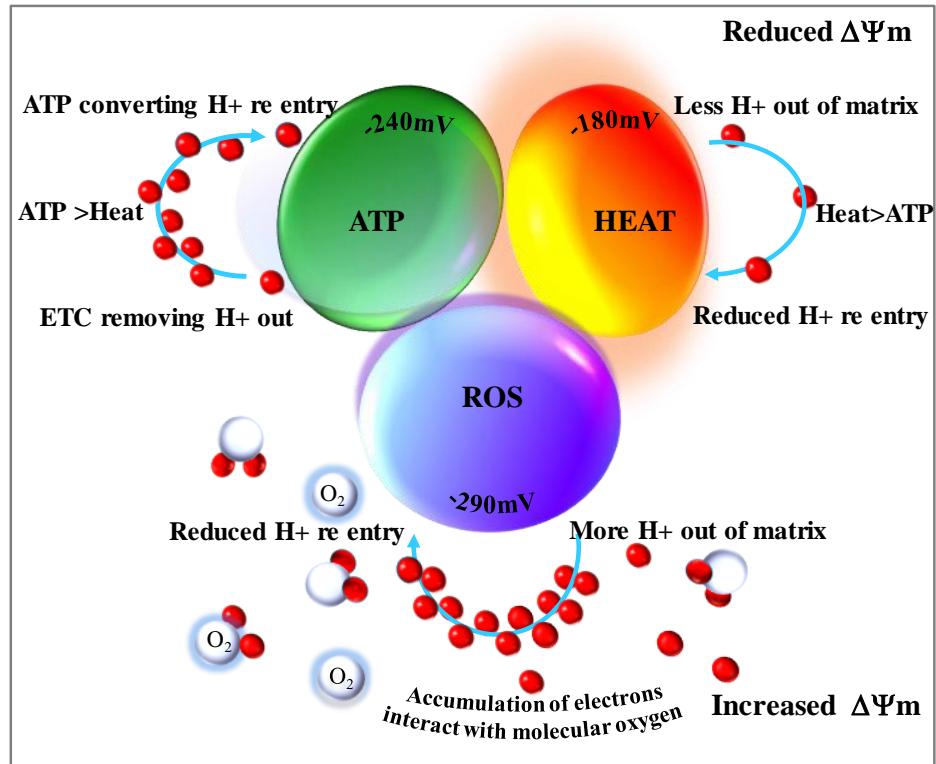 Reduced ΔΨm
ATP converting H+ re entry
-240mV
-180mV
Less H+ out of matrix
ATP >Heat
ATP
HEAT
Heat>ATP
ETC removing H+ out
Reduced H+ re entry
ROS
-290mV
O2
Reduced H+ re entry
More H+ out of matrix
O2
O2
Accumulation of electrons
interact with molecular oxygen
Increased ΔΨm